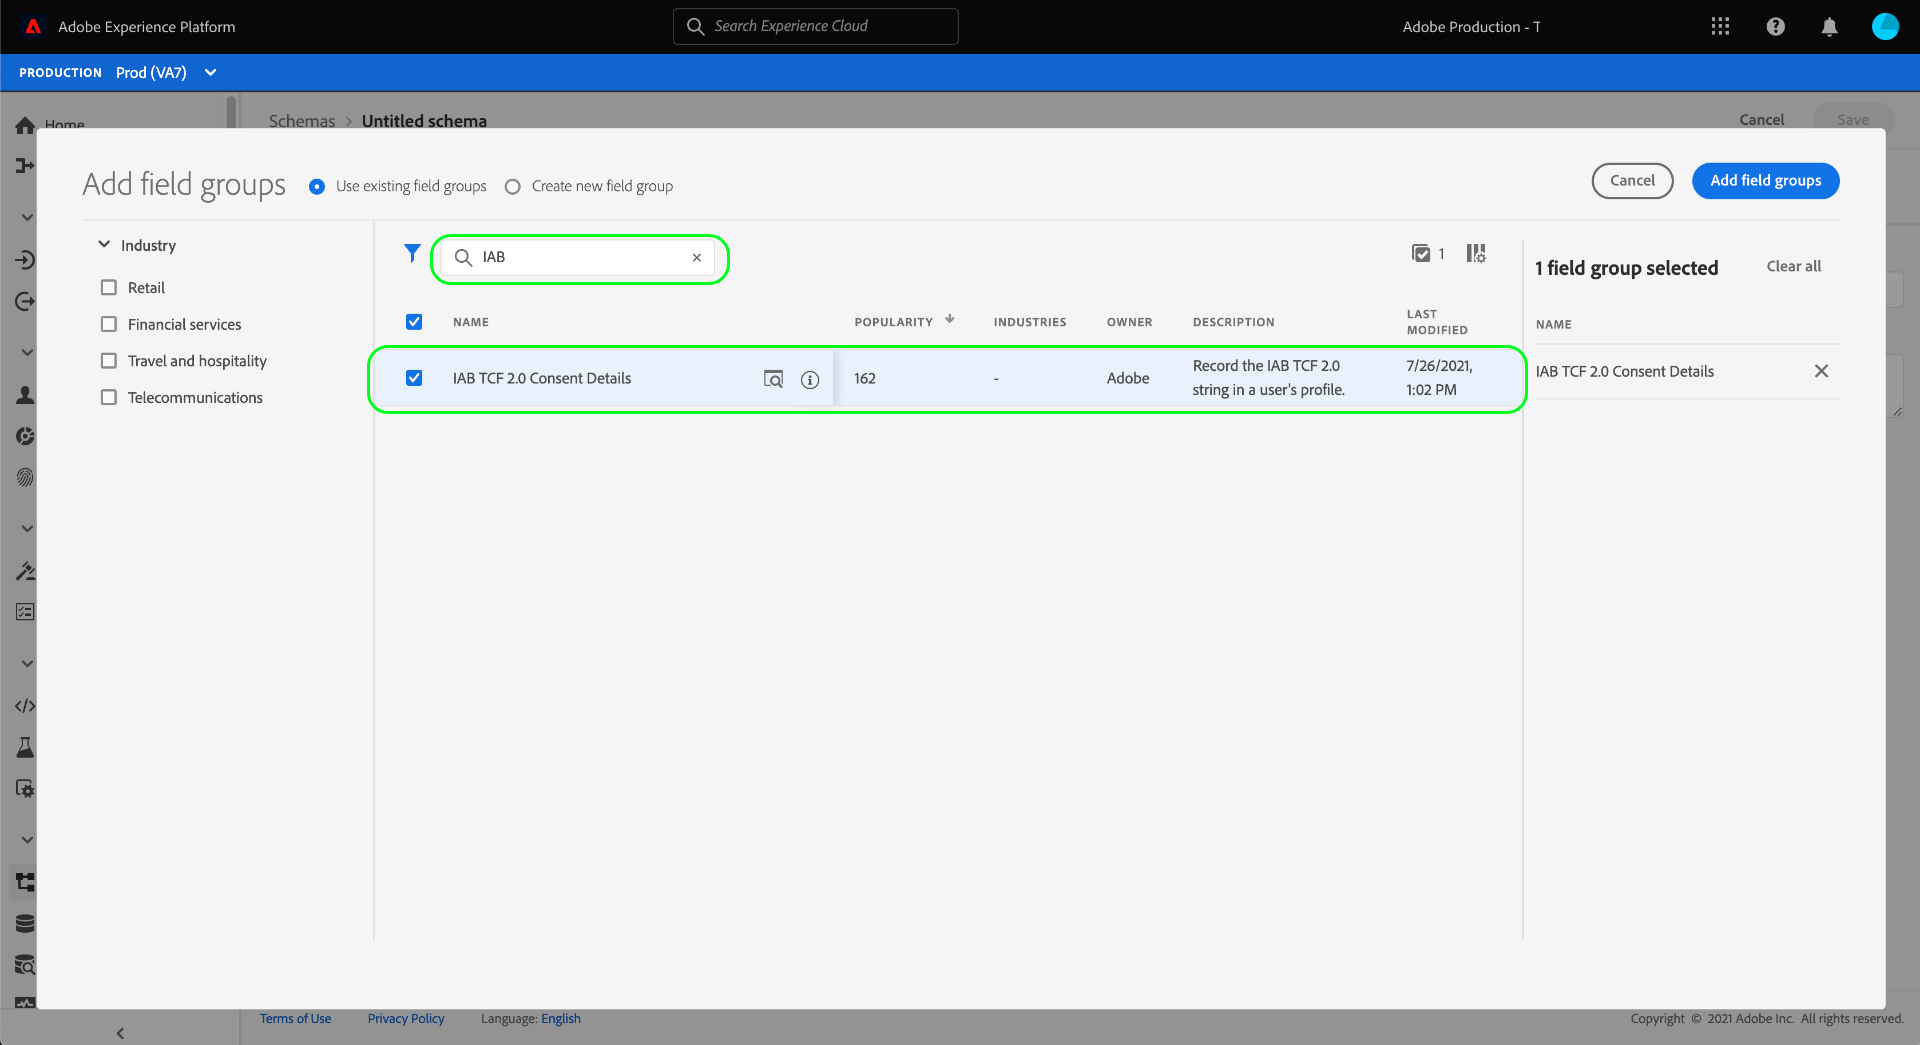 Adobe Experience Platform
Search Experience Cloud
Adobe Production - T
PRODUCTION Prod (VA7)
Home
Schemas > Untitled schema
Cancel
Save
Add field groups
Use existing field groups
Create new field group
Cancel
Add field groups
Industry
Retail
Financial services
Travel and hospitality
Telecommunications
IAB
1
NAME
POPULARITY
INDUSTRIES
OWNER
DESCRIPTION
LAST
MODIFIED
IAB TCF 2.0 Consent Details
162
-
Adobe
Record the IAB TCF 2.0
string in a user's profile.
7/26/2021,
1:02 PM
1 field group selected
Clear all
NAME
IAB TCF 2.0 Consent Details
Terms of Use
Privacy Policy
Language: English
Copyright © 2021 Adobe Inc. All rights reserved.